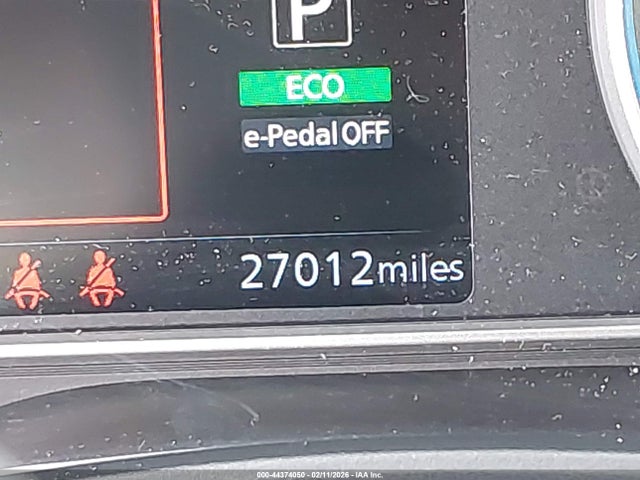 P
ECO
e-Pedal OFF
27012miles
000-44374050 - 02/11/2026 - IAA Inc.